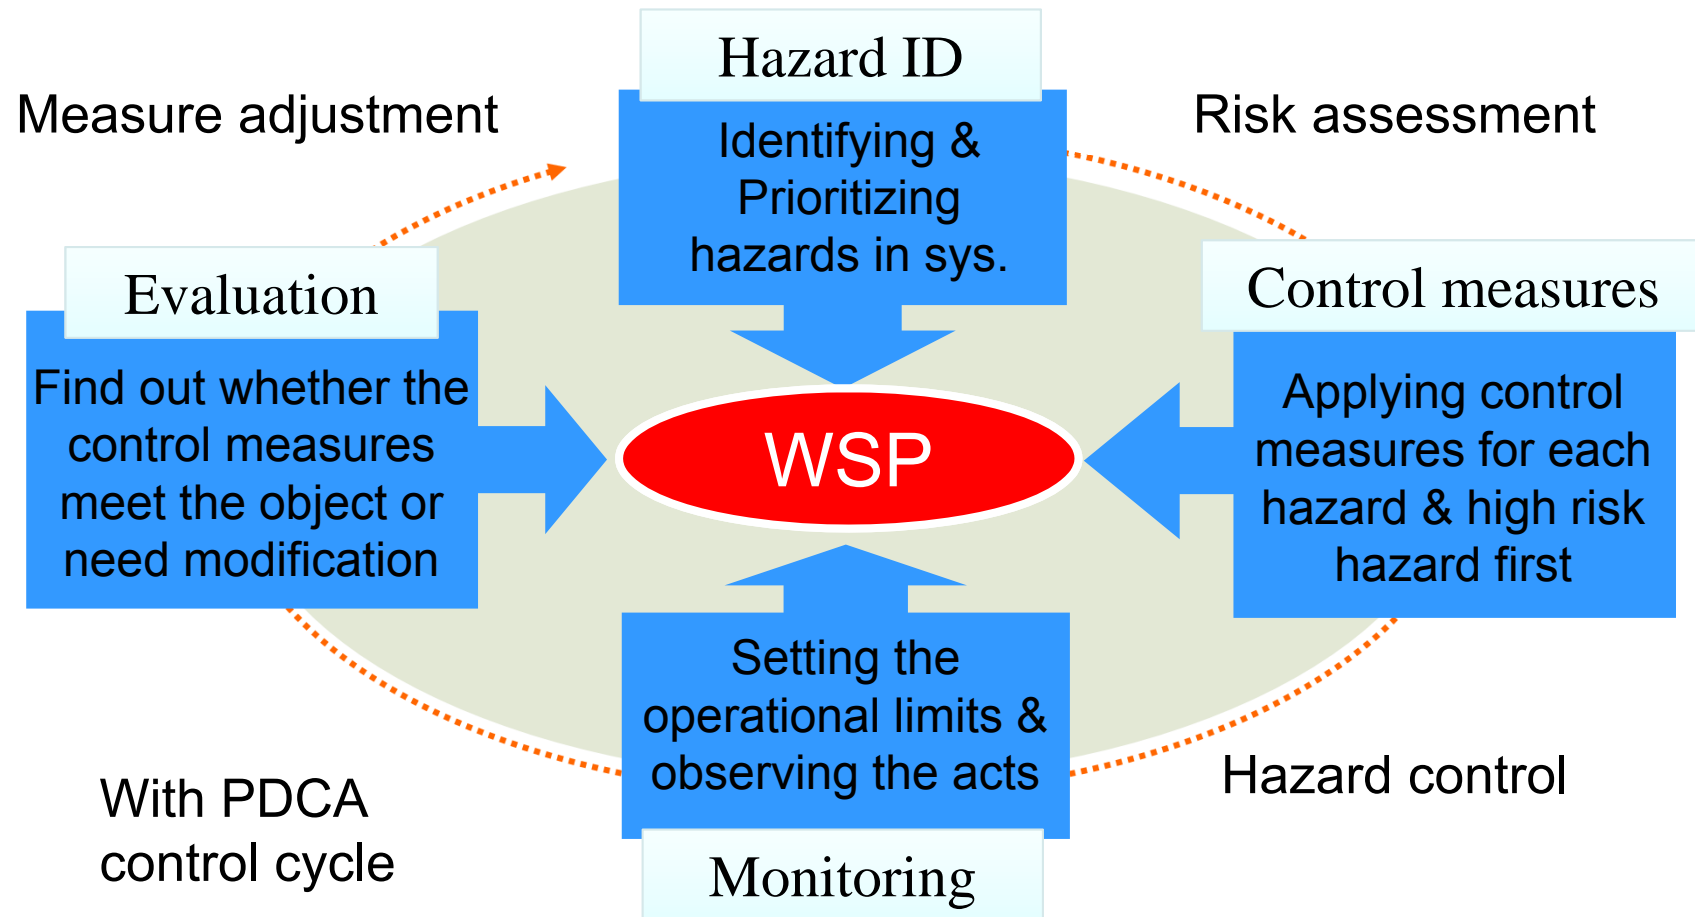 Hazard ID
Identifying &
Prioritizing
hazards in sys.
Measure adjustment
Risk assessment
Evaluation
Find out whether the
control measures
meet the object or
need modification
WSP
Control measures
Applying control
measures for each
hazard & high risk
hazard first
Setting the
operational limits &
observing the acts
Monitoring
With PDCA
control cycle
Hazard control